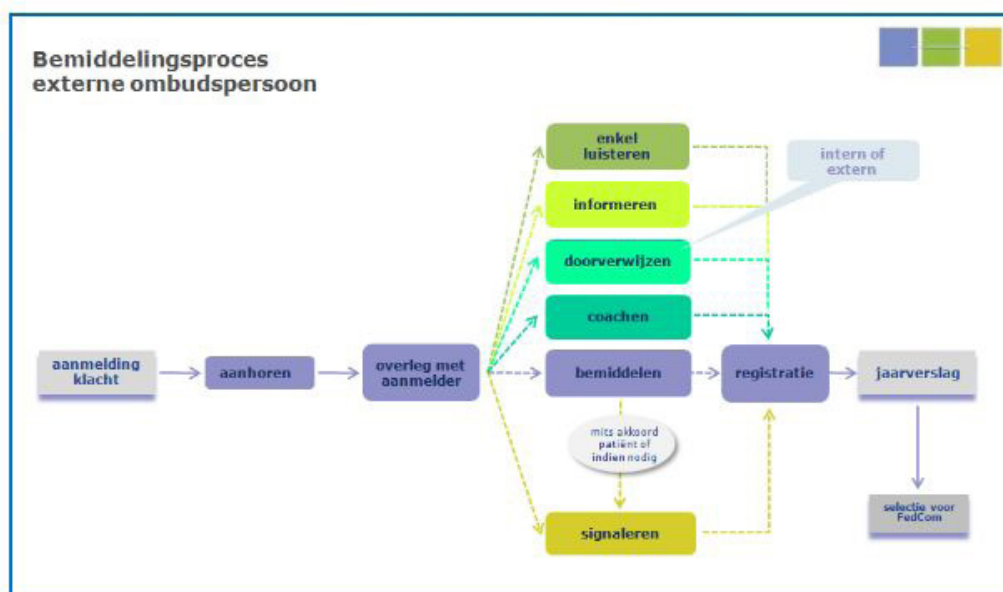 Bemiddelingsproces
externe ombudspersoon
enkel
luisteren
intern of
extern
informeren
doorverwijzen
coachen
aanmelding
klacht
aanhoren
overleg met
aanmelder
bemiddelen
registratie
jaarverslag
mits akkoord
patiënt of
indien nodig
selectie voor
FedCom
signaleren